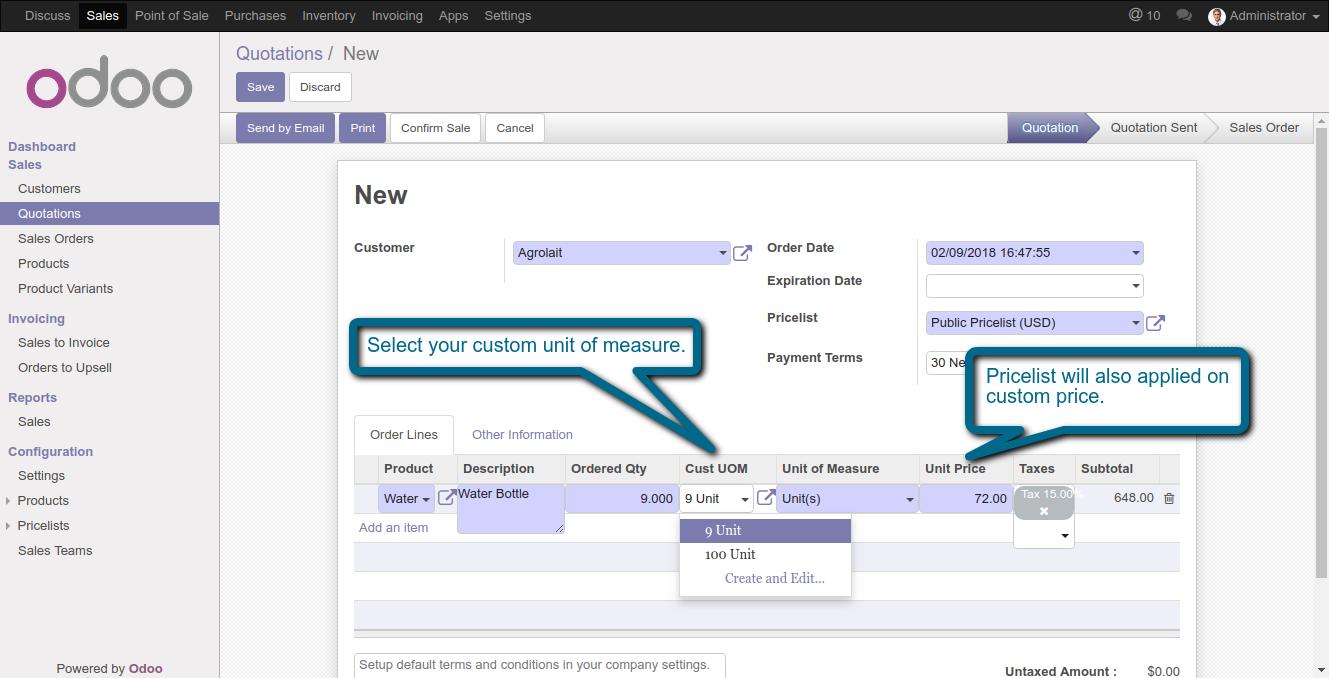 Discuss Sales Point of Sale Purchases Inventory Invoicing Apps Settings @ 10 Administrator
odoo
Quotations / New
Save Discard
Send by Email Print Confirm Sale Cancel Quotation Quotation Sent Sales Order
Dashboard
Sales
Customers
Quotations
Sales Orders
Products
Product Variants
Invoicing
Sales to Invoice
Orders to Upsell
Reports
Sales
Configuration
Settings
Products
Pricelists
Sales Teams
Powered by Odoo
New
Customer Agrolait
Order Date 02/09/2018 16:47:55
Expiration Date
Pricelist Public Pricelist (USD)
Payment Terms 30 Ne
Select your custom unit of measure.
Pricelist will also applied on
custom price.
Order Lines Other Information
Product Description Ordered Qty Cust UOM Unit of Measure Unit Price Taxes Subtotal
Water Water Bottle 9.000 9 Unit Unit(s) 72.00 Tax 15.00% 648.00
Add an item
9 Unit
100 Unit
Create and Edit...
Setup default terms and conditions in your company settings.
Untaxed Amount : $0.00